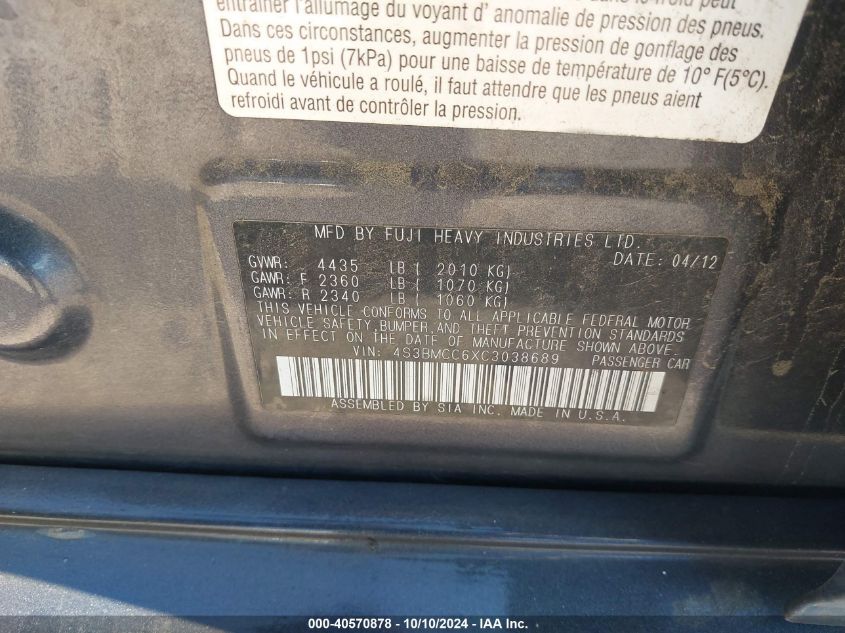 entraîner l'allumage du voyant d' anomalie de pression des pneus.
Dans ces circonstances, augmenter la pression de gonflage des
pneus de 1psi (7kPa) pour une baisse de température de 10° F(5°C).
Quand le véhicule a roulé, il faut attendre que les pneus aient
refroidi avant de contrôler la pression.
MFD BY FUJI HEAVY INDUSTRIES LTD.
DATE: 04/12
GVWR: 4435 LB ( 2010 KG)
GAWR: F 2360 LB ( 1070 KG)
GAWR: R 2340 LB ( 1060 KG)
THIS VEHICLE CONFORMS TO ALL APPLICABLE FEDERAL MOTOR
VEHICLE SAFETY, BUMPER, AND THEFT PREVENTION STANDARDS
IN EFFECT ON THE DATE OF MANUFACTURE SHOWN ABOVE.
VIN: 4S3BMCC6XC3038689 PASSENGER CAR
ASSEMBLED BY SIA INC. MADE IN U.S.A.
000-40570878 - 10/10/2024 - IAA Inc.